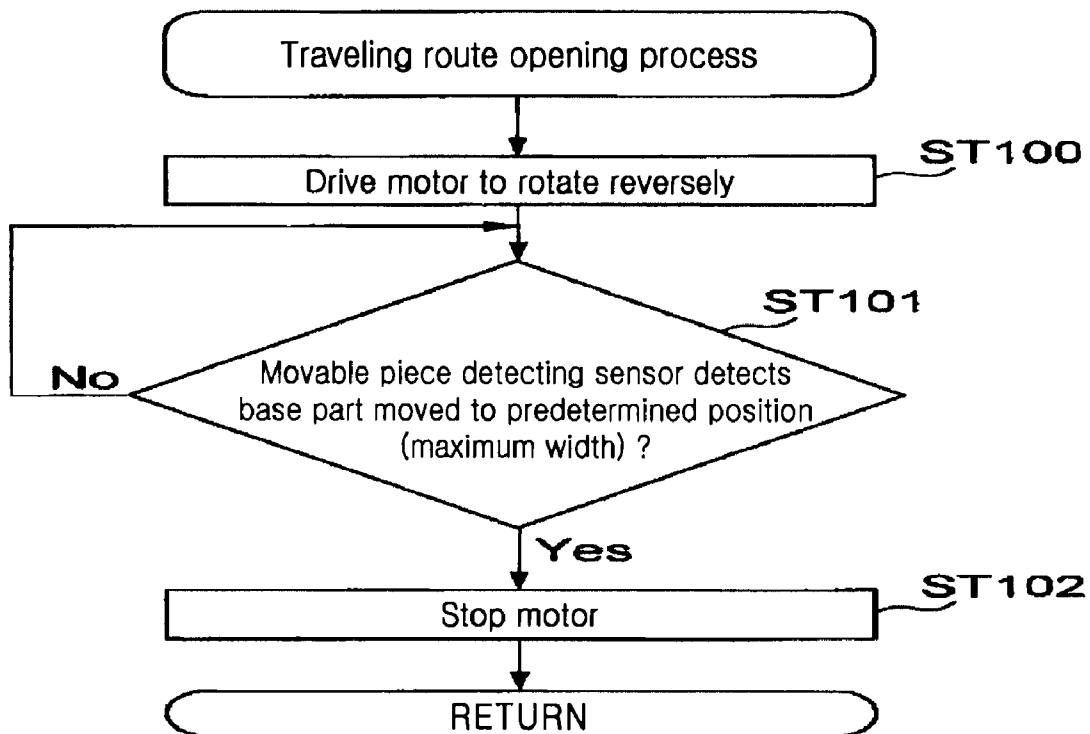 Traveling route opening process
ST100
Drive motor to rotate reversely
ST101
No
Movable piece detecting sensor detects
base part moved to predetermined position
(maximum width) ?
Yes
ST102
Stop motor
RETURN